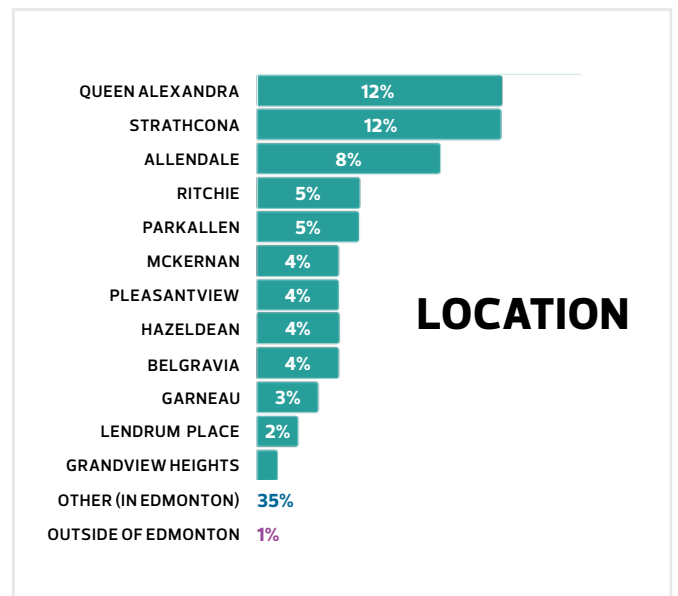 QUEEN ALEXANDRA 12%
STRATHCONA 12%
ALLENDALE 8%
RITCHIE 5%
PARKALLEN 5%
MCKERNAN 4%
PLEASANTVIEW 4%
HAZELDEAN 4%
BELGRAVIA 4%
GARNEAU 3%
LENDRUM PLACE 2%
GRANDVIEW HEIGHTS
OTHER (IN EDMONTON) 35%
OUTSIDE OF EDMONTON 1%
LOCATION